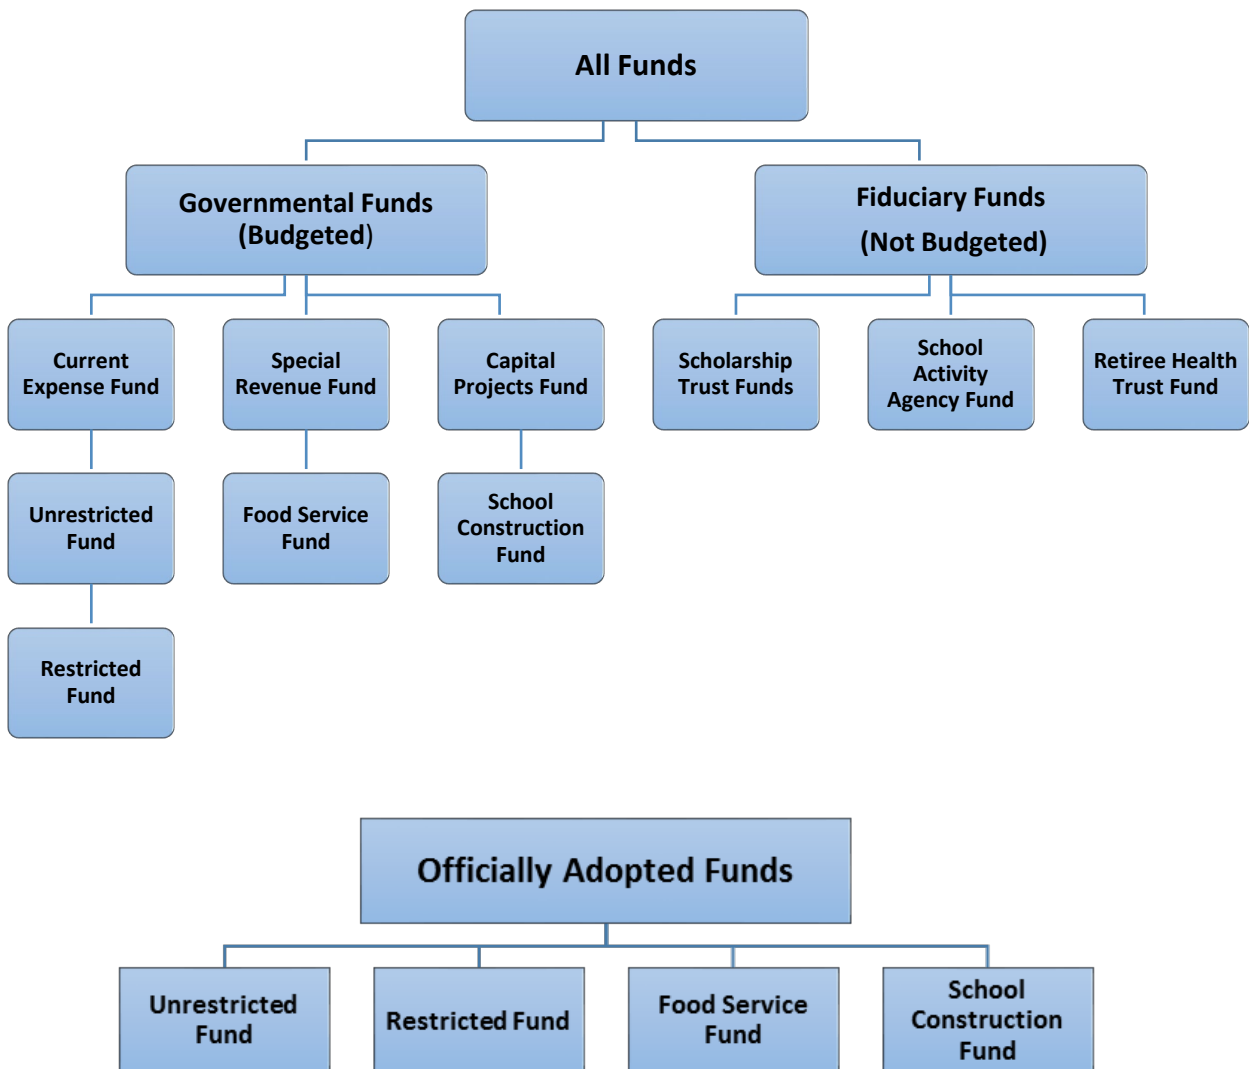 All Funds
Governmental Funds
(Budgeted)
Fiduciary Funds
(Not Budgeted)
Current
Expense Fund
Special
Revenue Fund
Capital
Projects Fund
Scholarship
Trust Funds
School
Activity
Agency Fund
Retiree Health
Trust Fund
Unrestricted
Fund
Food Service
Fund
School
Construction
Fund
Restricted
Fund
Officially Adopted Funds
Unrestricted
Fund
Restricted Fund
Food Service
Fund
School
Construction
Fund